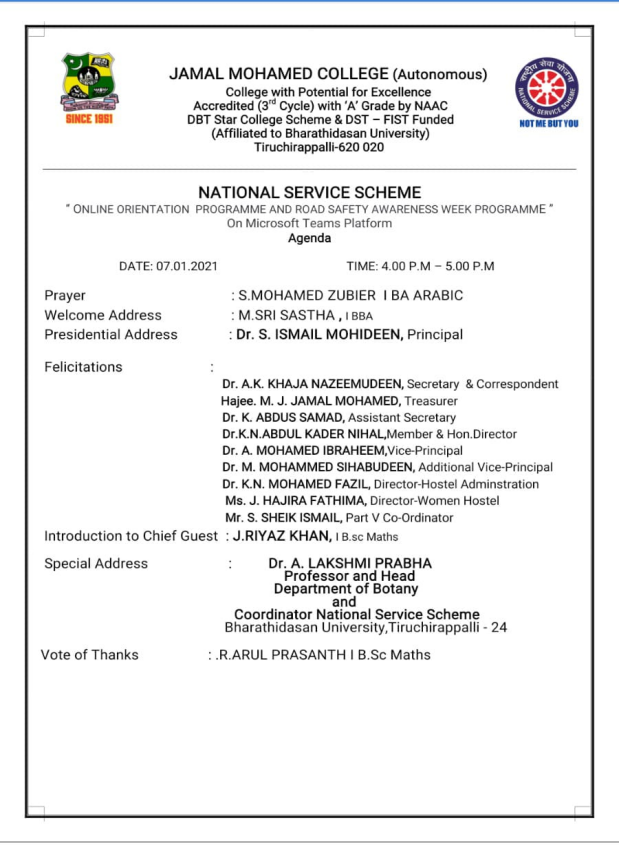 JAMAL MOHAMED COLLEGE (Autonomous)
College with Potential for Excellence
Accredited (3rd Cycle) with ‘A’ Grade by NAAC
DBT Star College Scheme & DST – FIST Funded
(Affiliated to Bharathidasan University)
Tiruchirappalli-620 020
SINCE 1951
राष्ट्रीय सेवा योजना
NATIONAL SERVICE SCHEME
NOT ME BUT YOU
NATIONAL SERVICE SCHEME
“ ONLINE ORIENTATION PROGRAMME AND ROAD SAFETY AWARENESS WEEK PROGRAMME ”
On Microsoft Teams Platform
Agenda
DATE: 07.01.2021 TIME: 4.00 P.M – 5.00 P.M
Prayer : S.MOHAMED ZUBIER I BA ARABIC
Welcome Address : M.SRI SASTHA , I BBA
Presidential Address : Dr. S. ISMAIL MOHIDEEN, Principal
Felicitations :
Dr. A.K. KHAJA NAZEEMUDEEN, Secretary & Correspondent
Hajee. M. J. JAMAL MOHAMED, Treasurer
Dr. K. ABDUS SAMAD, Assistant Secretary
Dr.K.N.ABDUL KADER NIHAL,Member & Hon.Director
Dr. A. MOHAMED IBRAHEEM,Vice-Principal
Dr. M. MOHAMMED SIHABUDEEN, Additional Vice-Principal
Dr. K.N. MOHAMED FAZIL, Director-Hostel Adminstration
Ms. J. HAJIRA FATHIMA, Director-Women Hostel
Mr. S. SHEIK ISMAIL, Part V Co-Ordinator
Introduction to Chief Guest : J.RIYAZ KHAN, I B.sc Maths
Special Address : Dr. A. LAKSHMI PRABHA
Professor and Head
Department of Botany
and
Coordinator National Service Scheme
Bharathidasan University,Tiruchirappalli - 24
Vote of Thanks : .R.ARUL PRASANTH I B.Sc Maths